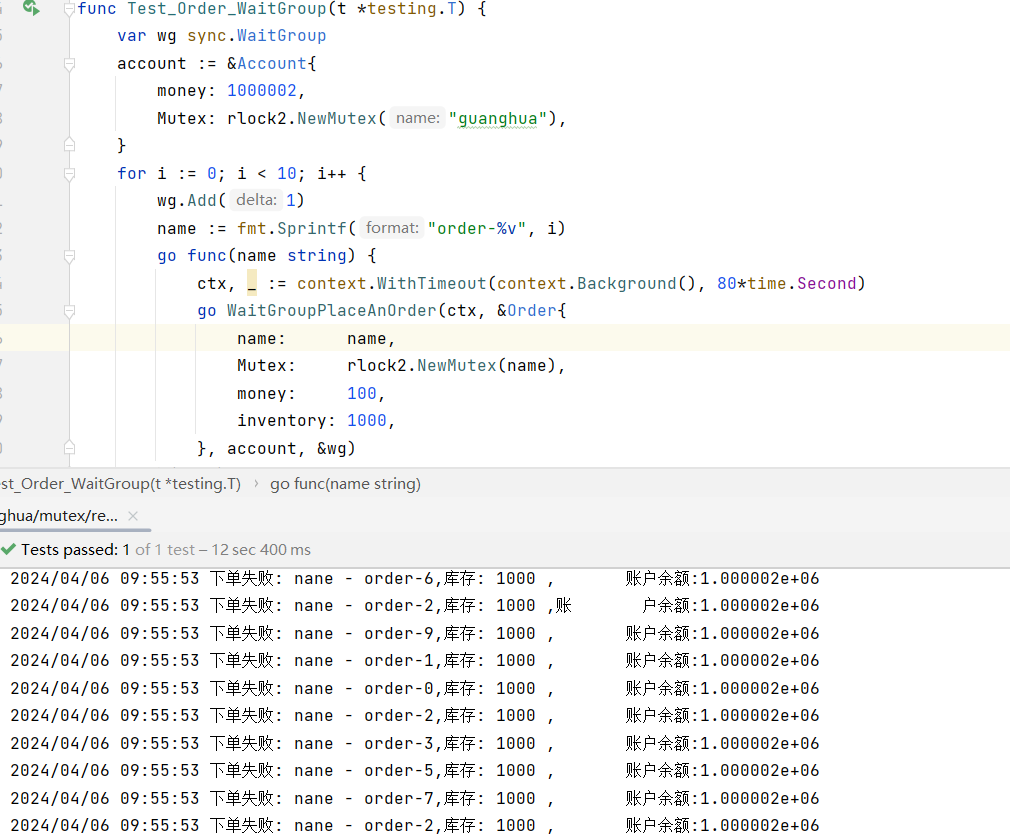 func Test_Order_WaitGroup(t *testing.T) {
var wg sync.WaitGroup
account := &Account{
money: 1000002,
Mutex: rlock2.NewMutex( name: "guanghua"),
}
for i := 0; i < 10; i++ {
wg.Add( delta: 1)
name := fmt.Sprintf( format: "order-%v", i)
go func(name string) {
ctx, _ := context.WithTimeout(context.Background(), 80*time.Second)
go WaitGroupPlaceAnOrder(ctx, &Order{
name: name,
Mutex: rlock2.NewMutex(name),
money: 100,
inventory: 1000,
}, account, &wg)
est_Order_WaitGroup(t *testing.T) › go func(name string)
ghua/mutex/re... ×
Tests passed: 1 of 1 test – 12 sec 400 ms
2024/04/06 09:55:53 下单失败: nane - order-6,库存: 1000 , 账户余额:1.000002e+06
2024/04/06 09:55:53 下单失败: nane - order-2,库存: 1000 ,账 户余额:1.000002e+06
2024/04/06 09:55:53 下单失败: nane - order-9,库存: 1000 , 账户余额:1.000002e+06
2024/04/06 09:55:53 下单失败: nane - order-1,库存: 1000 , 账户余额:1.000002e+06
2024/04/06 09:55:53 下单失败: nane - order-0,库存: 1000 , 账户余额:1.000002e+06
2024/04/06 09:55:53 下单失败: nane - order-2,库存: 1000 , 账户余额:1.000002e+06
2024/04/06 09:55:53 下单失败: nane - order-3,库存: 1000 , 账户余额:1.000002e+06
2024/04/06 09:55:53 下单失败: nane - order-5,库存: 1000 , 账户余额:1.000002e+06
2024/04/06 09:55:53 下单失败: nane - order-7,库存: 1000 , 账户余额:1.000002e+06
2024/04/06 09:55:53 下单失败: nane - order-2,库存: 1000 , 账户余额:1.000002e+06